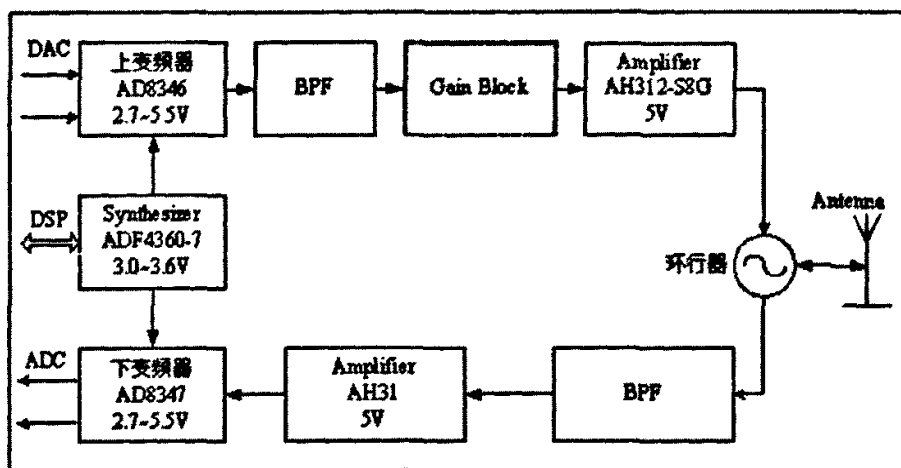 DAC
上变频器
AD8346
2.7~5.5V
BPF
Gain Block
Amplifier
AH312-S8G
5V
DSP
Synthesizer
ADF4360-7
3.0~3.6V
Antenna
环行器
ADC
下变频器
AD8347
2.7~5.5V
Amplifier
AH31
5V
BPF